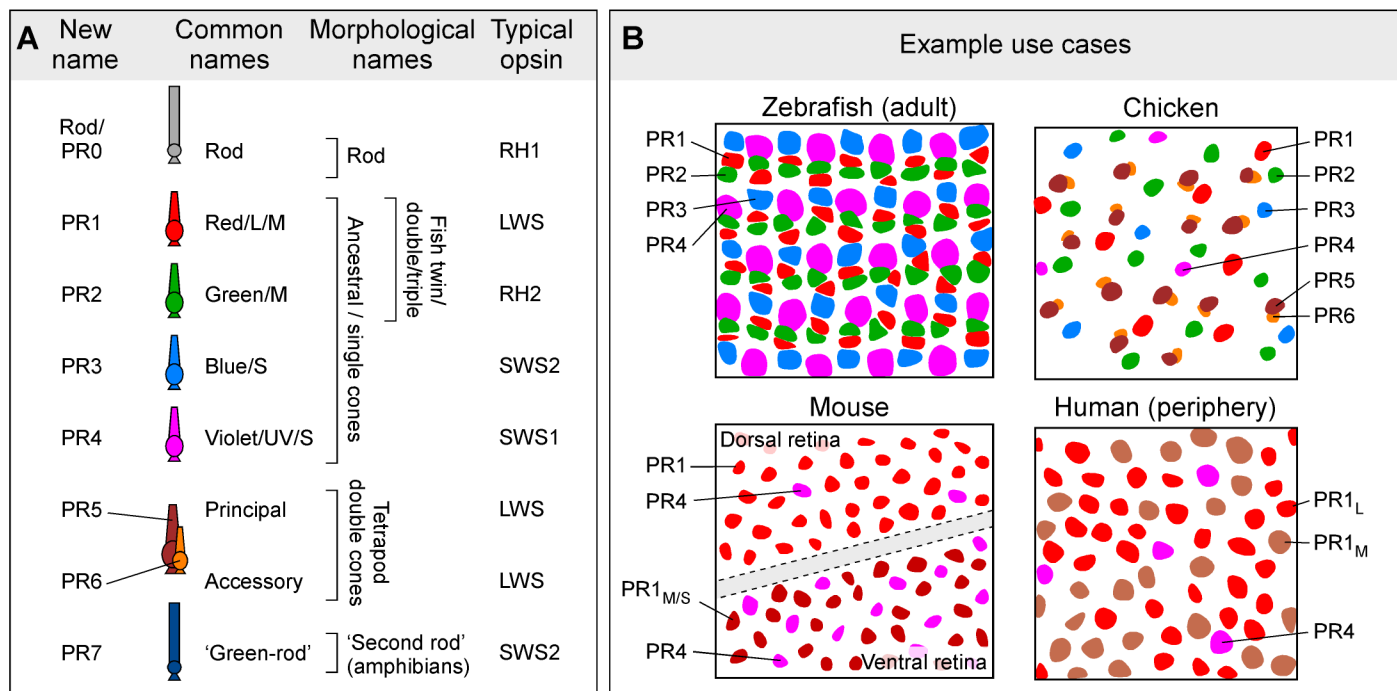 A
New name
Common names
Morphological names
Typical opsin
Rod/
PR0
Rod
Rod
RH1
PR1
Red/L/M
LWS
PR2
Green/M
RH2
PR3
Blue/S
SWS2
PR4
Violet/UV/S
SWS1
Ancestral / single cones
Fish twin/
double/triple
PR5
Principal
LWS
PR6
Accessory
LWS
Tetrapod
double cones
PR7
‘Green-rod’
‘Second rod’
(amphibians)
SWS2
B
Example use cases
Zebrafish (adult)
PR1
PR2
PR3
PR4
Chicken
PR1
PR2
PR3
PR4
PR5
PR6
Mouse
Dorsal retina
PR1
PR4
PR1M/S
PR4
Ventral retina
Human (periphery)
PR1L
PR1M
PR4